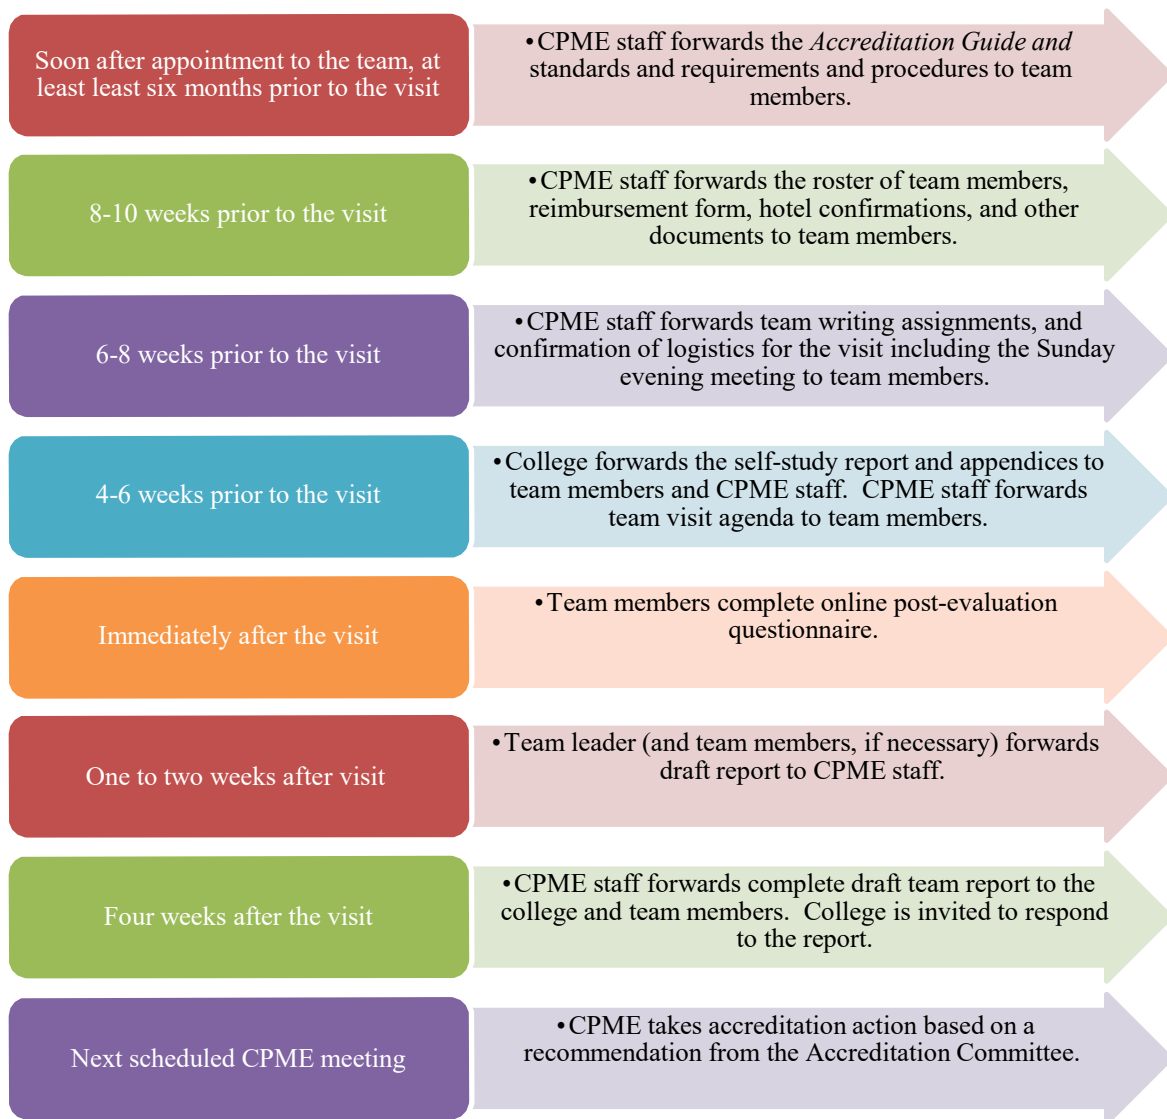 Soon after appointment to the team, at
least least six months prior to the visit
•CPME staff forwards the Accreditation Guide and
standards and requirements and procedures to team
members.
8-10 weeks prior to the visit
•CPME staff forwards the roster of team members,
reimbursement form, hotel confirmations, and other
documents to team members.
6-8 weeks prior to the visit
•CPME staff forwards team writing assignments, and
confirmation of logistics for the visit including the Sunday
evening meeting to team members.
4-6 weeks prior to the visit
•College forwards the self-study report and appendices to
team members and CPME staff.  CPME staff forwards
team visit agenda to team members.
Immediately after the visit
•Team members complete online post-evaluation
questionnaire.
One to two weeks after visit
•Team leader (and team members, if necessary) forwards
draft report to CPME staff.
Four weeks after the visit
•CPME staff forwards complete draft team report to the
college and team members.  College is invited to respond
to the report.
Next scheduled CPME meeting
•CPME takes accreditation action based on a
recommendation from the Accreditation Committee.